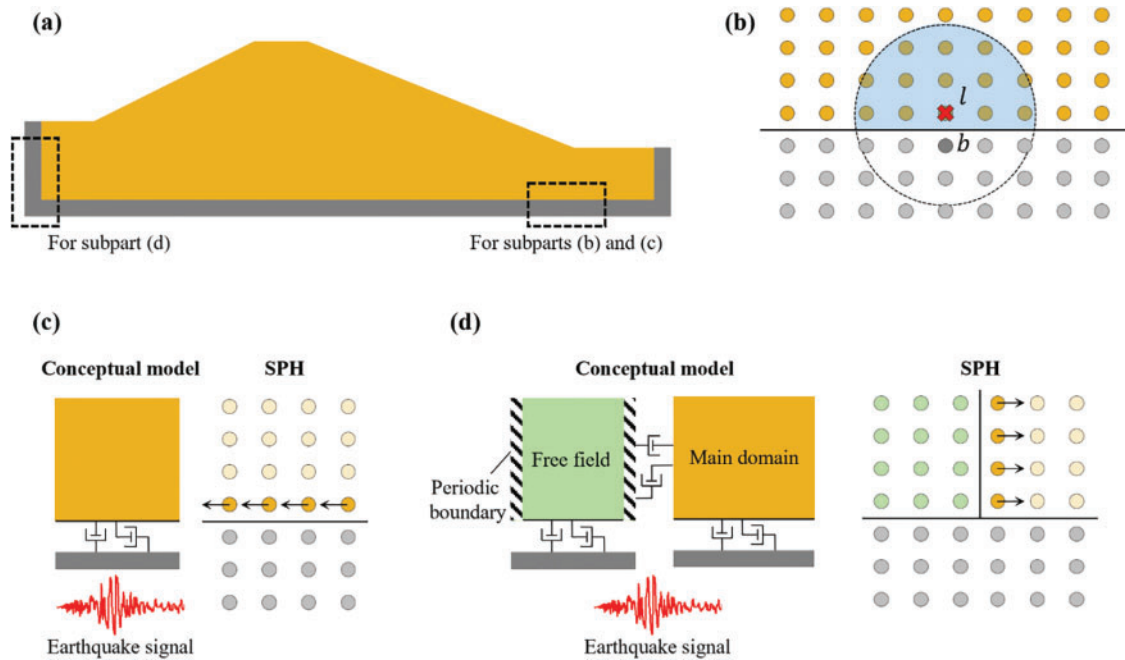 (a)
For subpart (d)
For subparts (b) and (c)
(b)
l
b
(c)
Conceptual model
SPH
Earthquake signal
(d)
Conceptual model
SPH
Free field
Main domain
Periodic
boundary
Earthquake signal